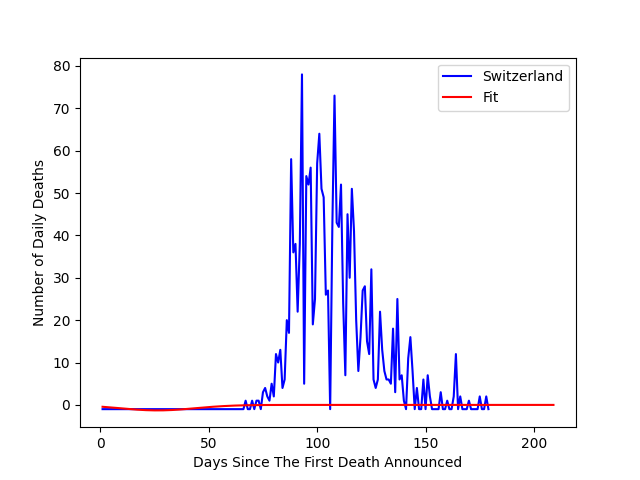 Switzerland
Fit
Number of Daily Deaths
80
70
60
50
40
30
20
10
0
0 50 100 150 200
Days Since The First Death Announced